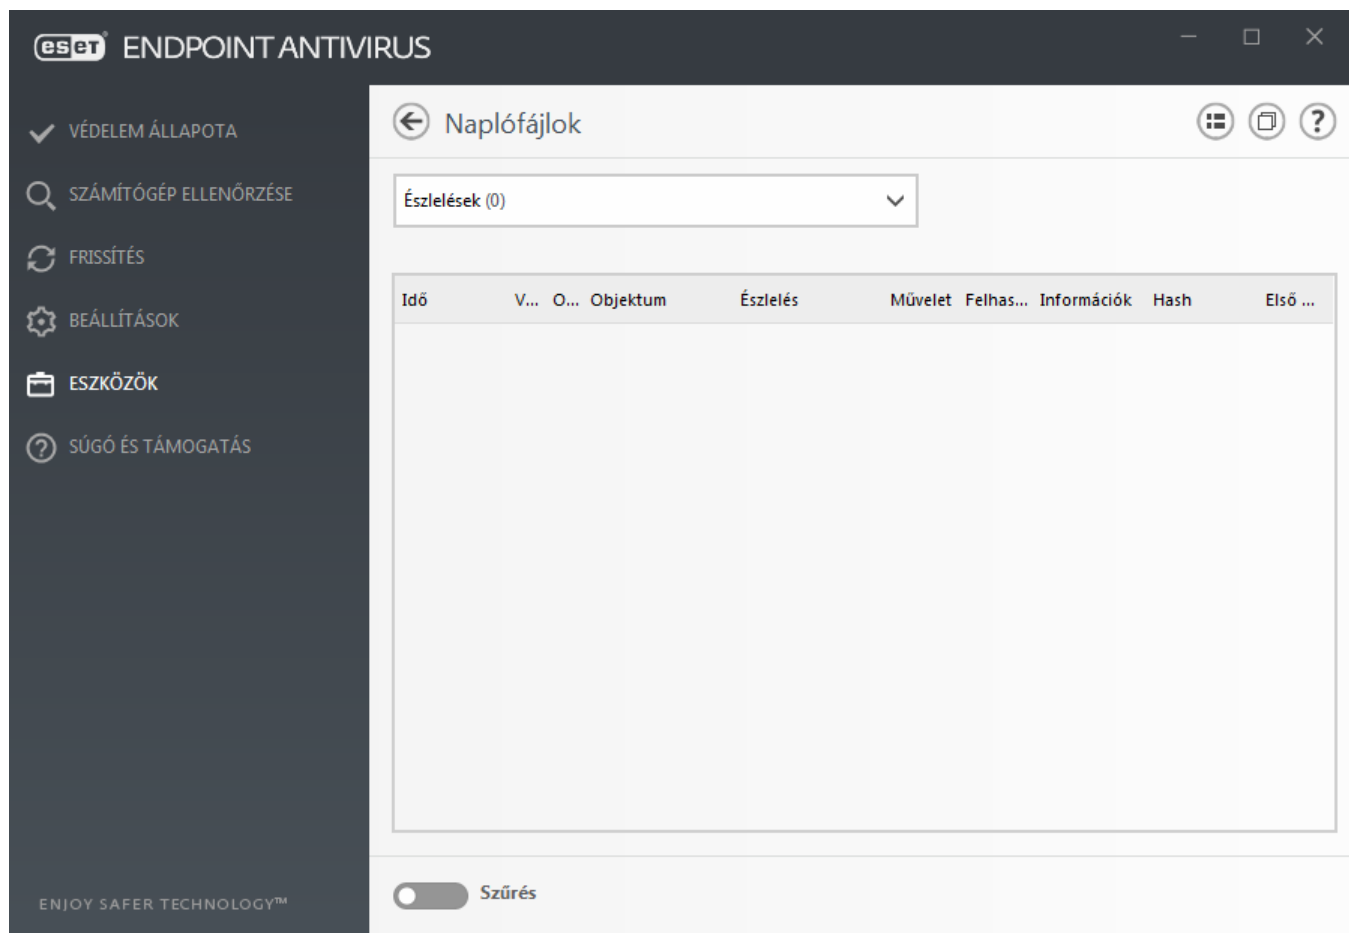 eset ENDPOINT ANTIVIRUS
VÉDELEM ÁLLAPOTA
SZÁMÍTÓGÉP ELLENŐRZÉSE
FRISSÍTÉS
BEÁLLÍTÁSOK
ESZKÖZÖK
SÚGÓ ÉS TÁMOGATÁS
ENJOY SAFER TECHNOLOGY™
Naplófájlok
Észlelések (0)
Idő V... O... Objektum Észlelés Művelet Felhas... Információk Hash Első ...
Szűrés